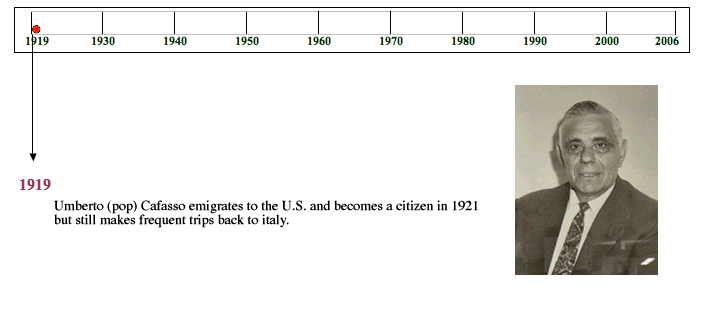 1919 1930 1940 1950 1960 1970 1980 1990 2000 2006
1919
Umberto (pop) Cafasso emigrates to the U.S. and becomes a citizen in 1921
but still makes frequent trips back to italy.